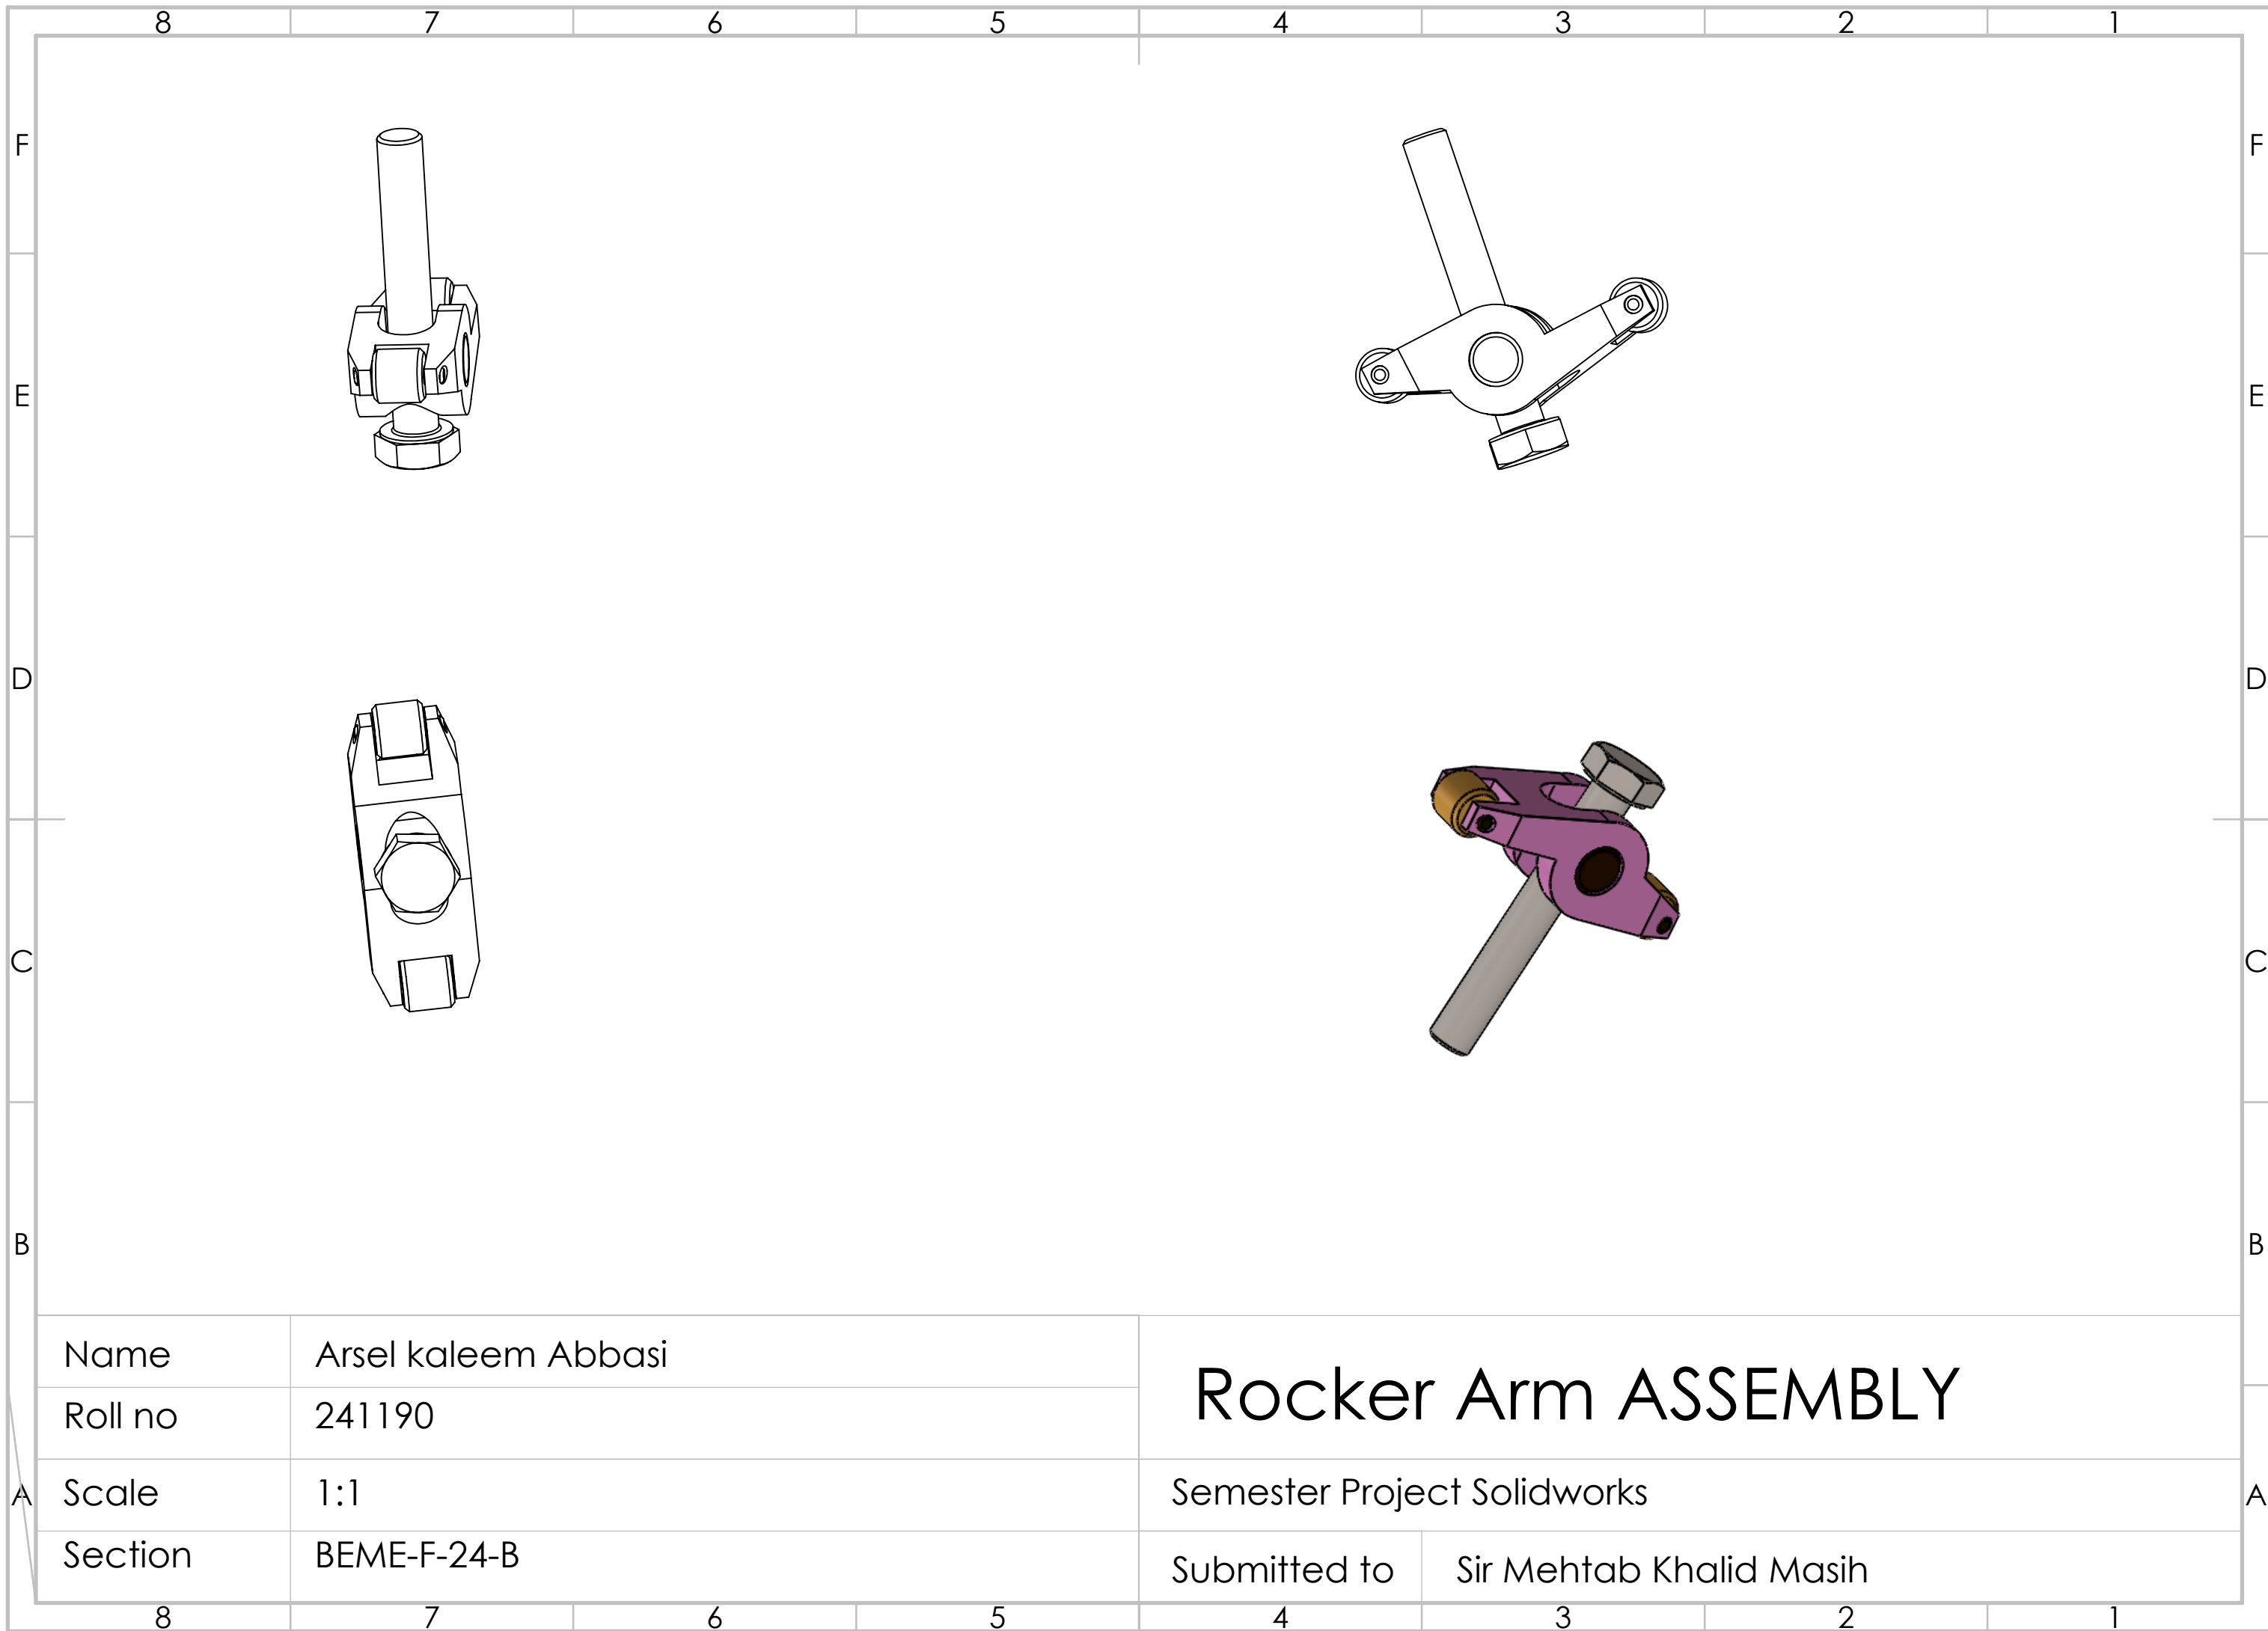 8 7 6 5 4 3 2 1
F F
E E
D D
C C
B B
Name Arsel kaleem Abbasi
Rocker Arm ASSEMBLY
Roll no 241190
A Scale 1:1 Semester Project Solidworks A
Section BEME-F-24-B
Submitted to Sir Mehtab Khalid Masih
8 7 6 5 4 3 2 1